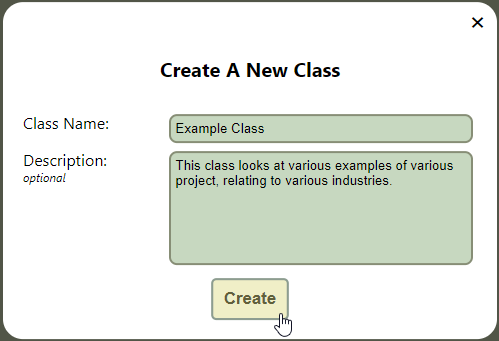 ×
Create A New Class
Class Name:
Example Class
Description:
optional
This class looks at various examples of various
project, relating to various industries.
Create